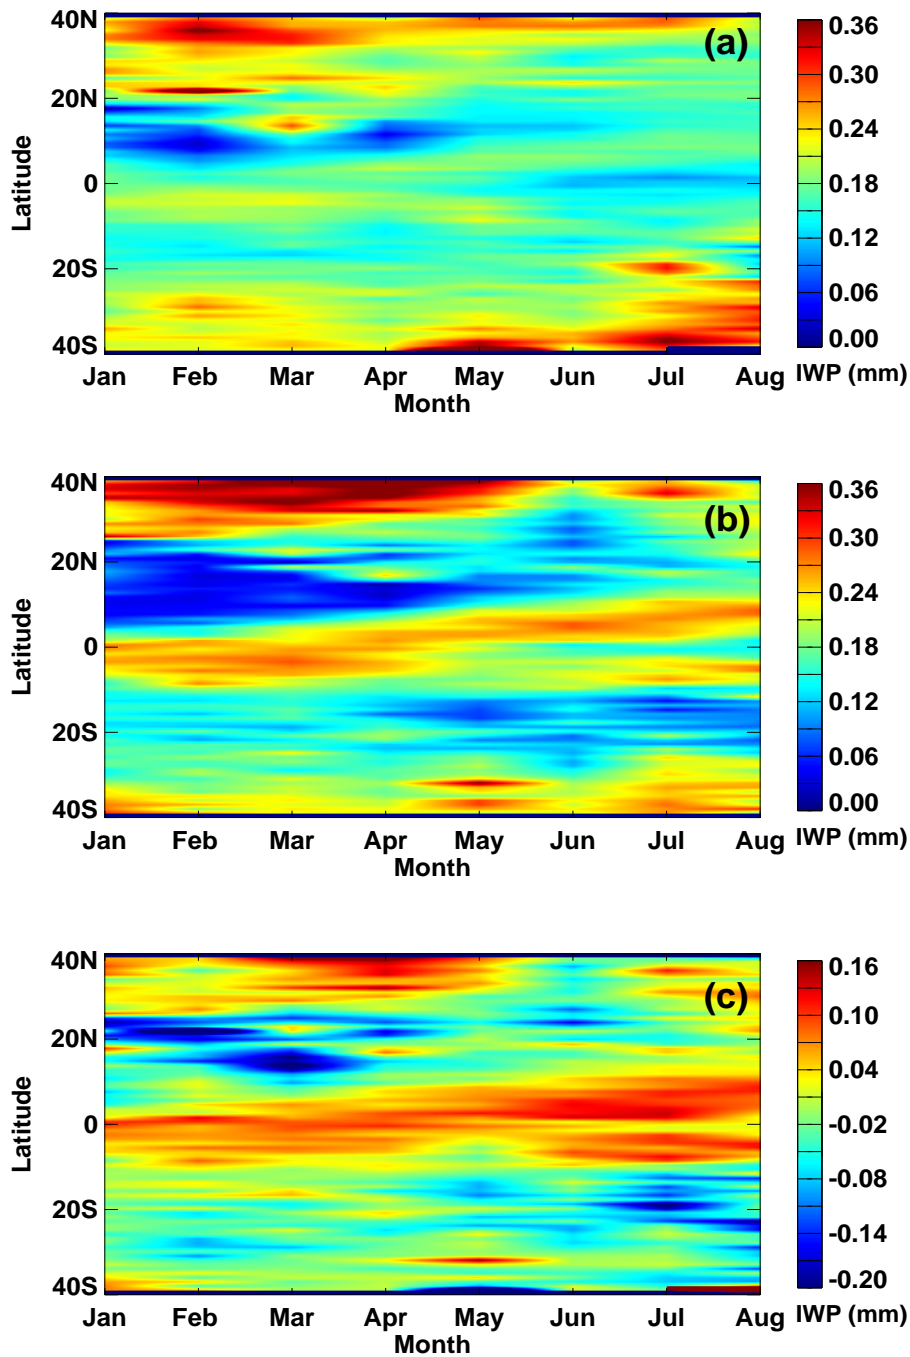 (a)
40N
20N
0
20S
40S
Latitude
Jan Feb Mar Apr May Jun Jul Aug
Month
0.36
0.30
0.24
0.18
0.12
0.06
0.00
IWP (mm)
(b)
40N
20N
0
20S
40S
Latitude
Jan Feb Mar Apr May Jun Jul Aug
Month
0.36
0.30
0.24
0.18
0.12
0.06
0.00
IWP (mm)
(c)
40N
20N
0
20S
40S
Latitude
Jan Feb Mar Apr May Jun Jul Aug
Month
0.16
0.10
0.04
-0.02
-0.08
-0.14
-0.20
IWP (mm)